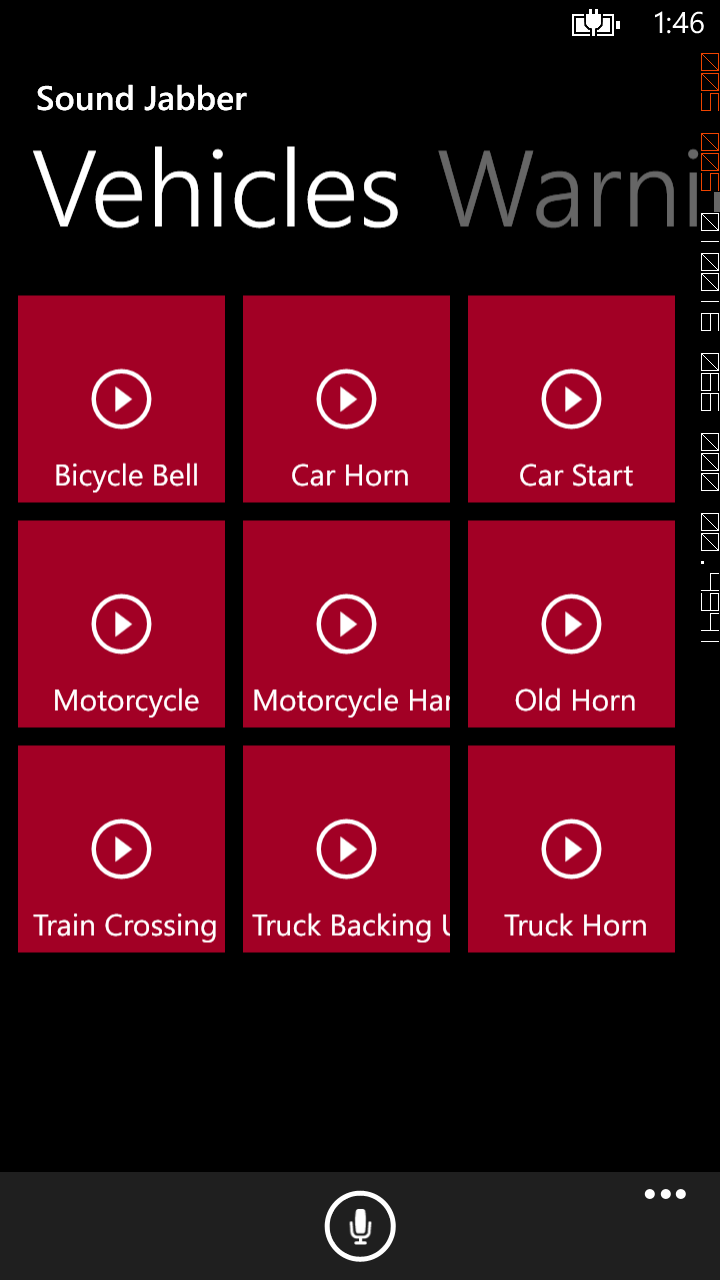 1:46
Sound Jabber
Vehicles Warni
Bicycle Bell Car Horn Car Start
Motorcycle Motorcycle Har Old Horn
Train Crossing Truck Backing U Truck Horn